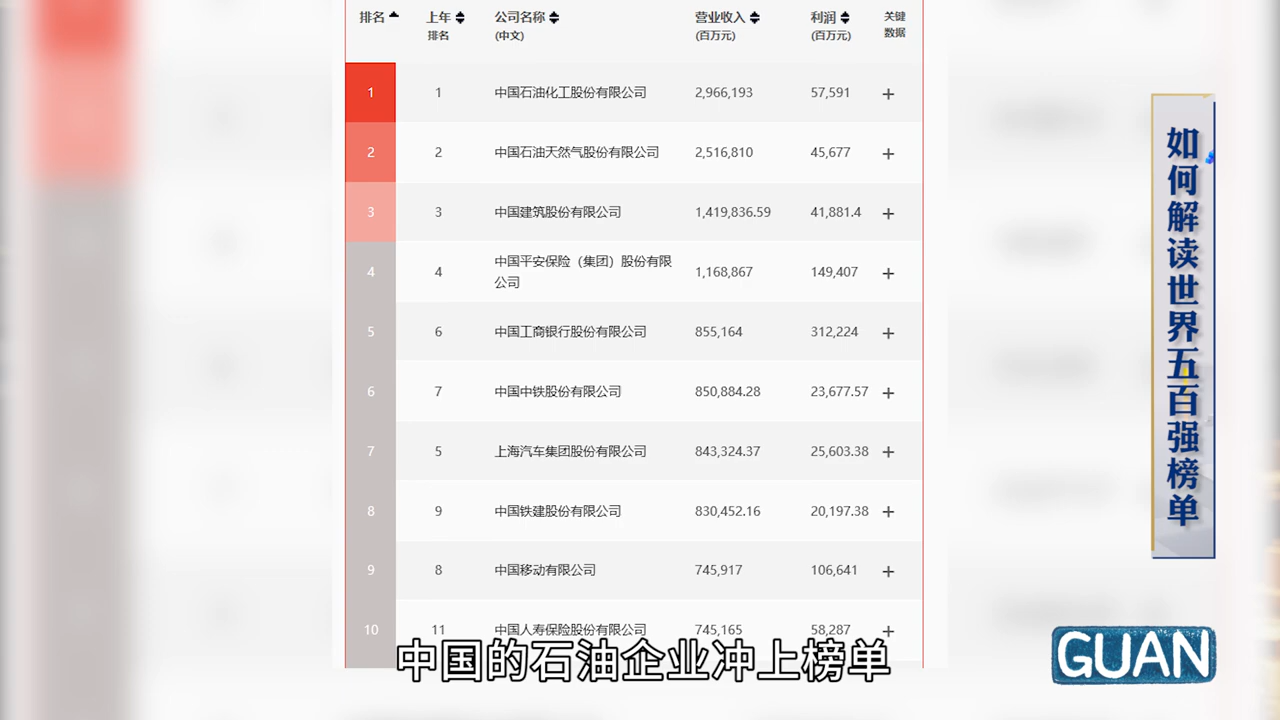 排名 上年 公司名称 营业收入 利润 关键
排名 (中文) (百万元) (百万元) 数据
1 1 中国石油化工股份有限公司 2,966,193 57,591 +
2 2 中国石油天然气股份有限公司 2,516,810 45,677 +
3 3 中国建筑股份有限公司 1,419,836.59 41,881.4 +
4 4 中国平安保险（集团）股份有限 1,168,867 149,407 +
公司
5 6 中国工商银行股份有限公司 855,164 312,224 +
6 7 中国中铁股份有限公司 850,884.28 23,677.57 +
7 5 上海汽车集团股份有限公司 843,324.37 25,603.38 +
8 9 中国铁建股份有限公司 830,452.16 20,197.38 +
9 8 中国移动有限公司 745,917 106,641 +
10 11 中国人寿保险股份有限公司 745,165 58,287 +
中国的石油企业冲上榜单
如何解读世界五百强榜单
GUAN